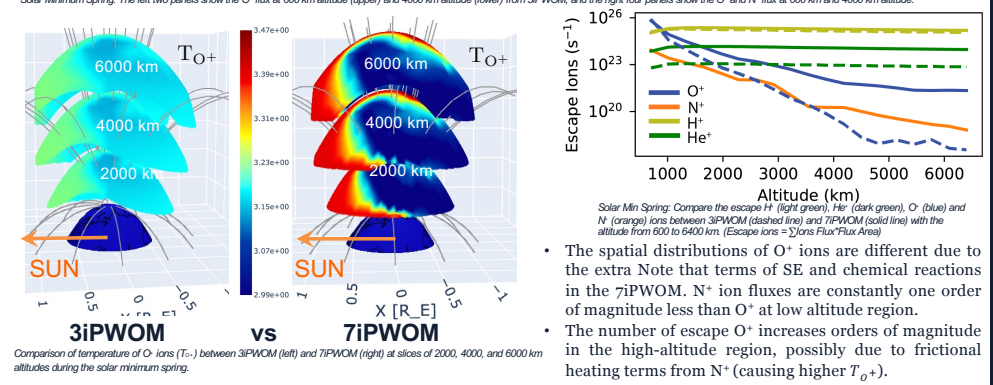 Solar Minimum Spring: The left two panels show the O⁺ flux at 600 km altitude (upper) and 4000 km altitude (lower) from 3iPWOM, and the right four panels show the O⁺ and N⁺ flux at 600 km and 4000 km altitude.
T_O+
6000 km
4000 km
2000 km
SUN
1
0.5
0
-0.5
-1
X [R_E]
3.47e+00
3.39e+00
3.31e+00
3.23e+00
3.15e+00
3.07e+00
2.99e+00
T_O+
6000 km
4000 km
2000 km
SUN
1
0.5
0
-0.5
-1
X [R_E]
3iPWOM vs 7iPWOM
Comparison of temperature of O⁺ ions (T_O+) between 3iPWOM (left) and 7iPWOM (right) at slices of 2000, 4000, and 6000 km
altitudes during the solar minimum spring.
Escape Ions (s⁻¹)
10²⁶
10²³
10²⁰
O⁺
N⁺
H⁺
He⁺
1000 2000 3000 4000 5000 6000
Altitude (km)
Solar Min Spring: Compare the escape H⁺ (light green), He⁺ (dark green), O⁺ (blue) and
N⁺ (orange) ions between 3iPWOM (dashed line) and 7iPWOM (solid line) with the
altitude from 600 to 6400 km. (Escape ions = ∑Ions Flux*Flux Area)
• The spatial distributions of O⁺ ions are different due to
the extra Note that terms of SE and chemical reactions
in the 7iPWOM. N⁺ ion fluxes are constantly one order
of magnitude less than O⁺ at low altitude region.
• The number of escape O⁺ increases orders of magnitude
in the high-altitude region, possibly due to frictional
heating terms from N⁺ (causing higher T_O+).